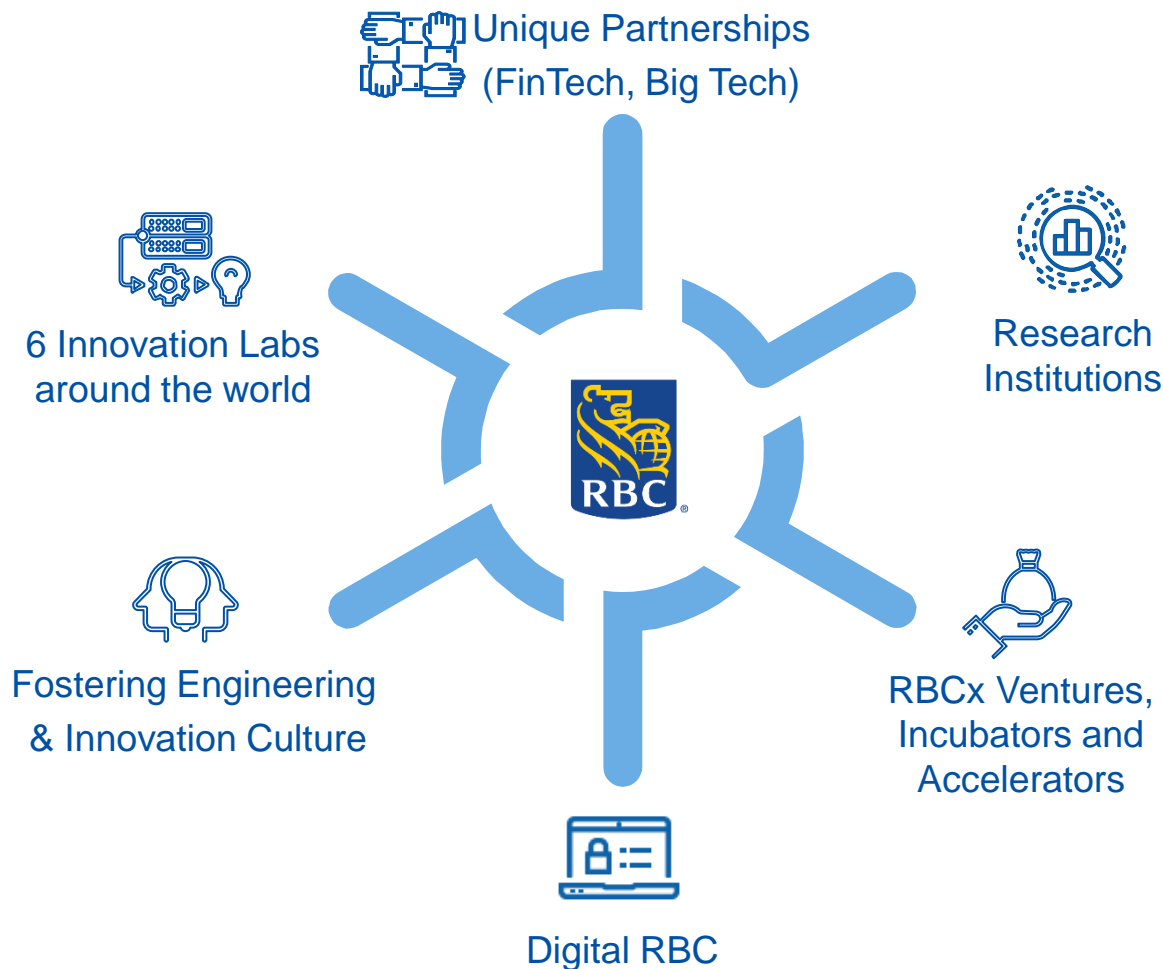 Unique Partnerships
(FinTech, Big Tech)
6 Innovation Labs
around the world
Research
Institutions
RBC
®
Fostering Engineering
& Innovation Culture
RBCx Ventures,
Incubators and
Accelerators
Digital RBC